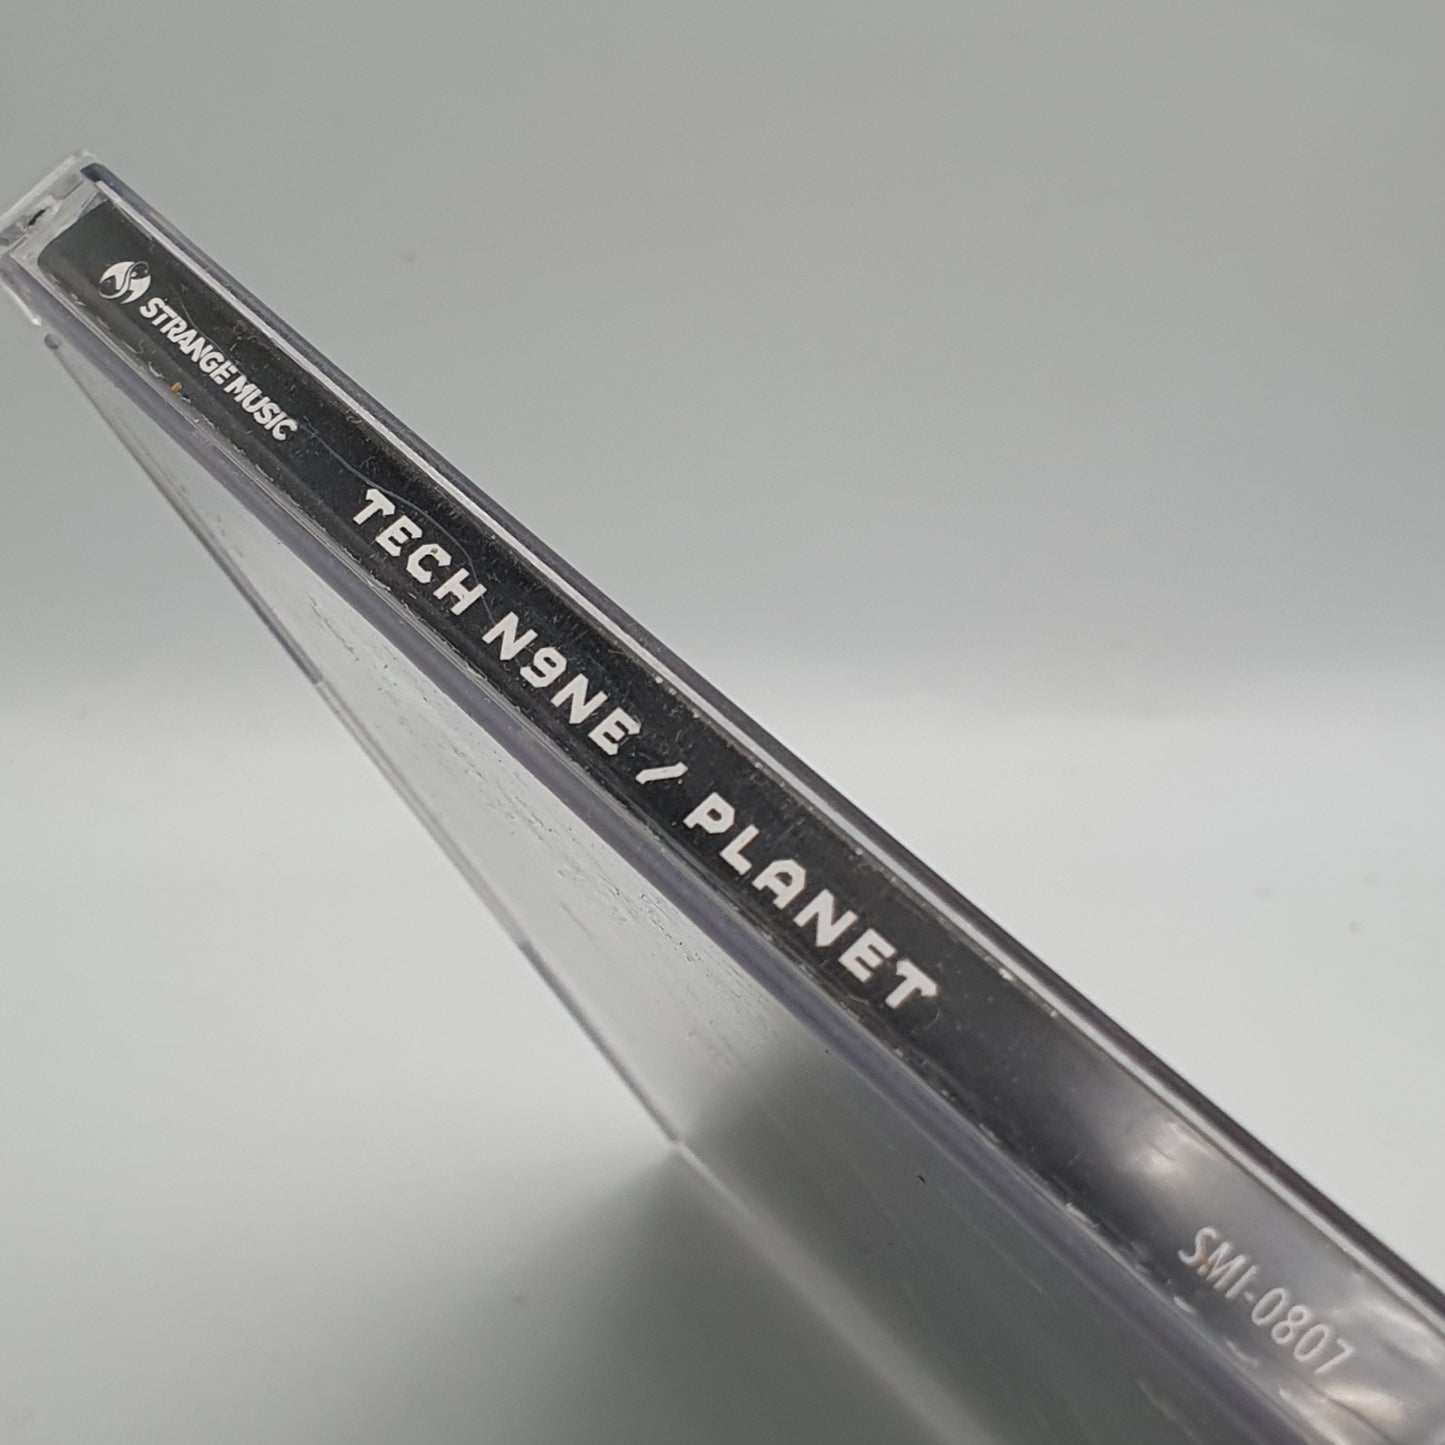 STRANGE MUSIC
TECH N9NE / PLANET
SMI-0807